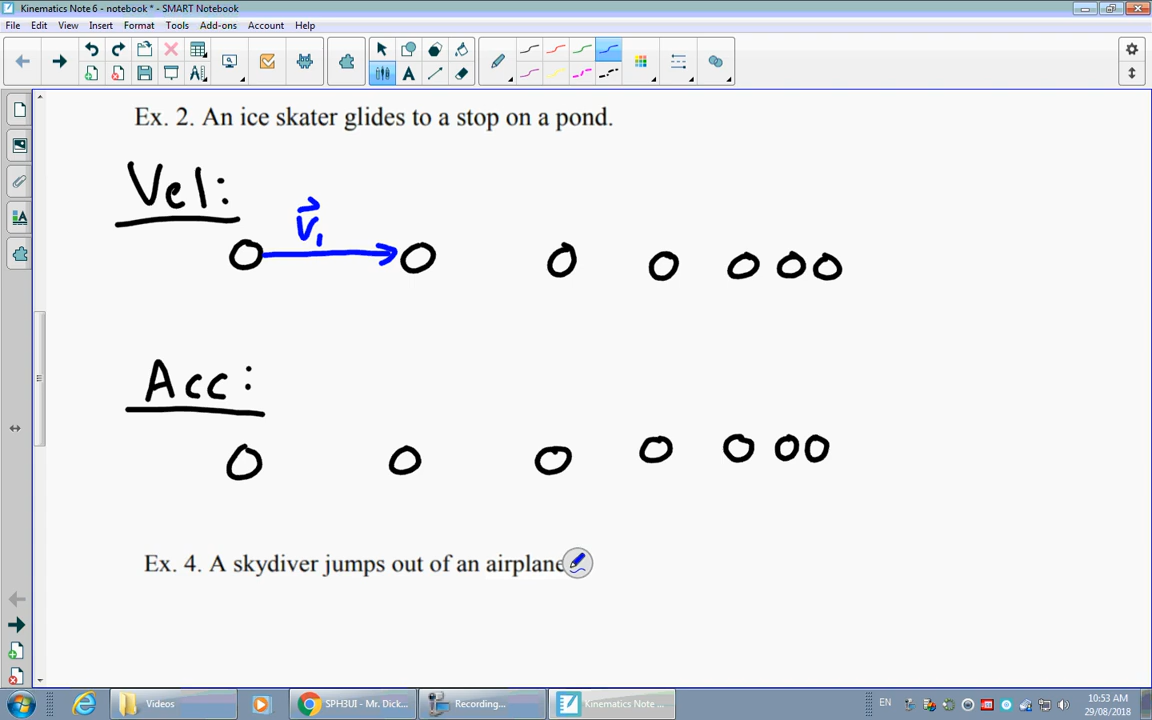 Kinematics Note 6 - notebook * - SMART Notebook
File Edit View Insert Format Tools Add-ons Account Help
Ex. 2. An ice skater glides to a stop on a pond.
Vel:
v⃗₁
Acc:
Ex. 4. A skydiver jumps out of an airplane
Videos
SPH3UI - Mr. Dick...
Recording...
Kinematics Note ...
EN
10:53 AM
29/08/2018